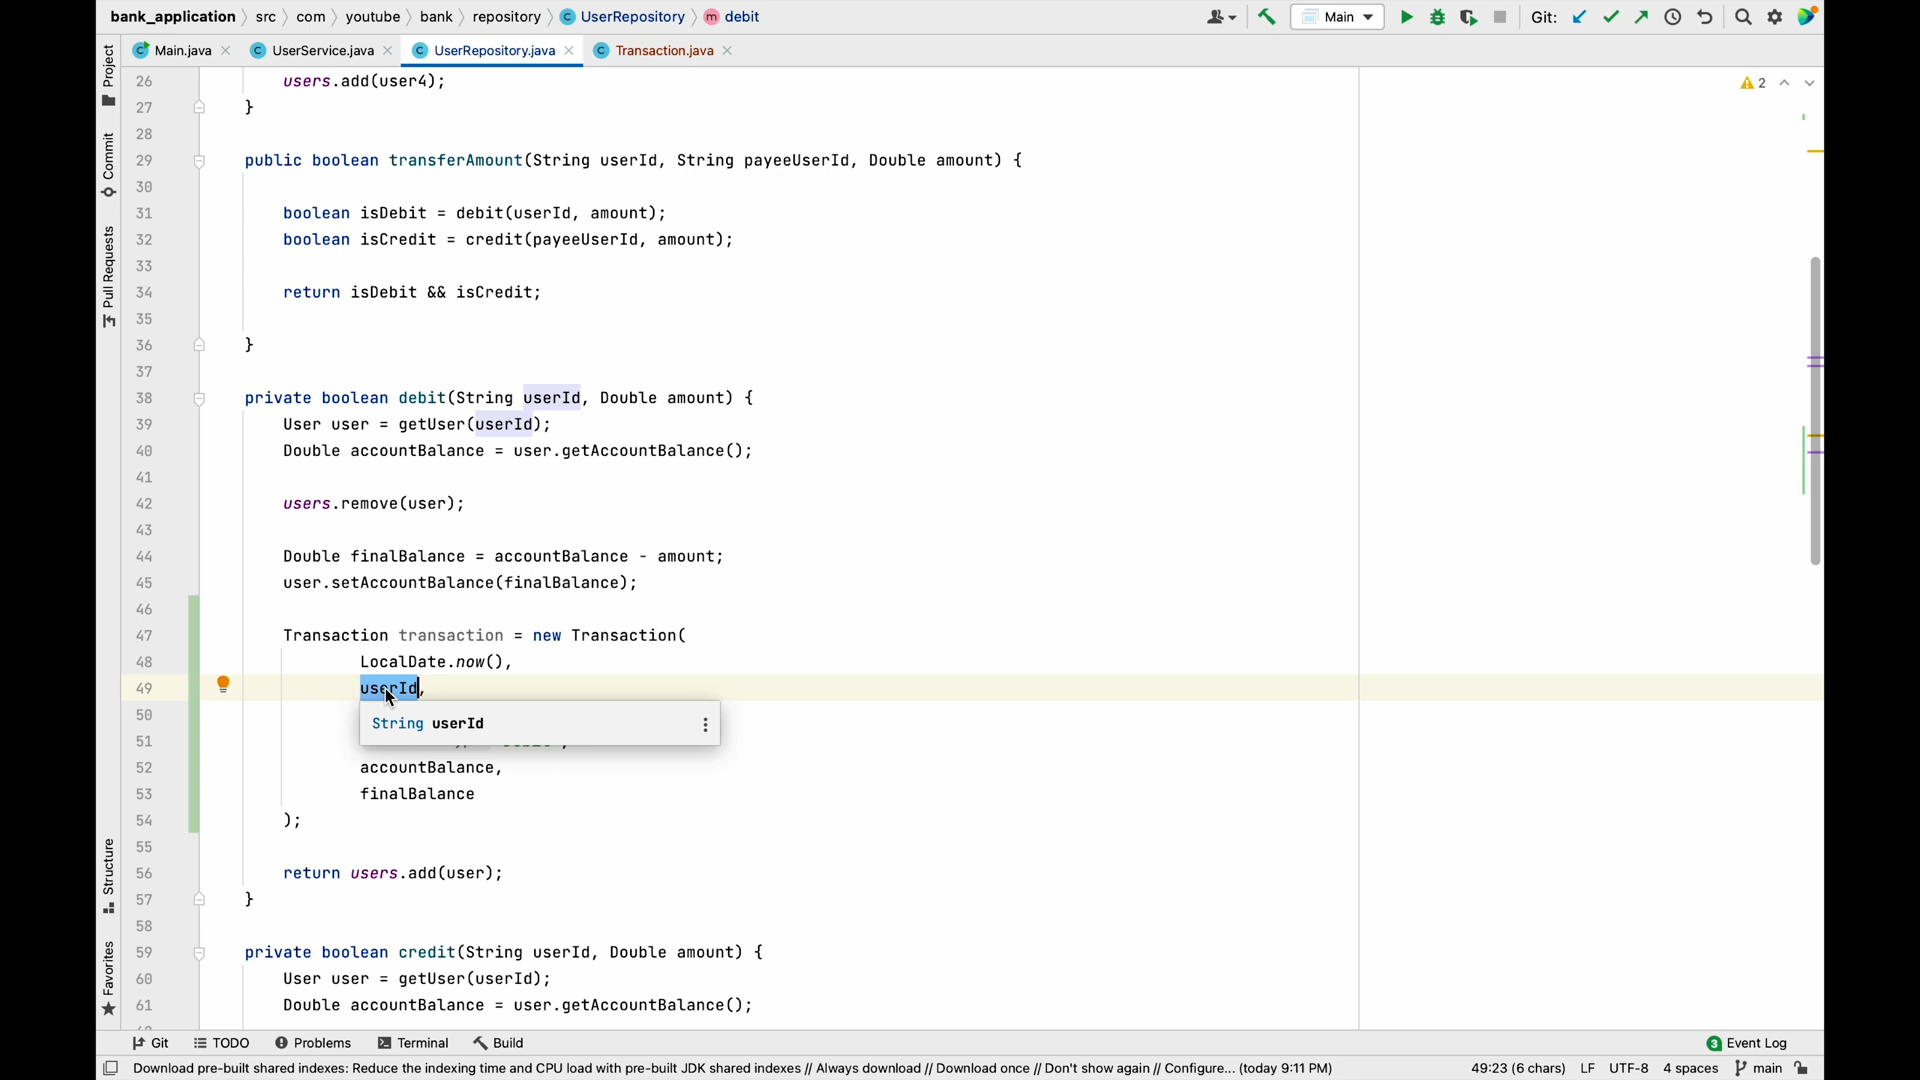 bank_application src com youtube bank repository UserRepository debit Main Git:
Main.java UserService.java UserRepository.java Transaction.java
Project
Commit
Pull Requests
Structure
Favorites
2
26 users.add(user4);
27 }
28
29 public boolean transferAmount(String userId, String payeeUserId, Double amount) {
30
31 boolean isDebit = debit(userId, amount);
32 boolean isCredit = credit(payeeUserId, amount);
33
34 return isDebit && isCredit;
35
36 }
37
38 private boolean debit(String userId, Double amount) {
39 User user = getUser(userId);
40 Double accountBalance = user.getAccountBalance();
41
42 users.remove(user);
43
44 Double finalBalance = accountBalance - amount;
45 user.setAccountBalance(finalBalance);
46
47 Transaction transaction = new Transaction(
48 LocalDate.now(),
49 userId,
50
String userId
51
52 accountBalance,
53 finalBalance
54 );
55
56 return users.add(user);
57 }
58
59 private boolean credit(String userId, Double amount) {
60 User user = getUser(userId);
61 Double accountBalance = user.getAccountBalance();
Git TODO Problems Terminal Build 3 Event Log
Download pre-built shared indexes: Reduce the indexing time and CPU load with pre-built JDK shared indexes // Always download // Download once // Don't show again // Configure... (today 9:11 PM) 49:23 (6 chars) LF UTF-8 4 spaces main